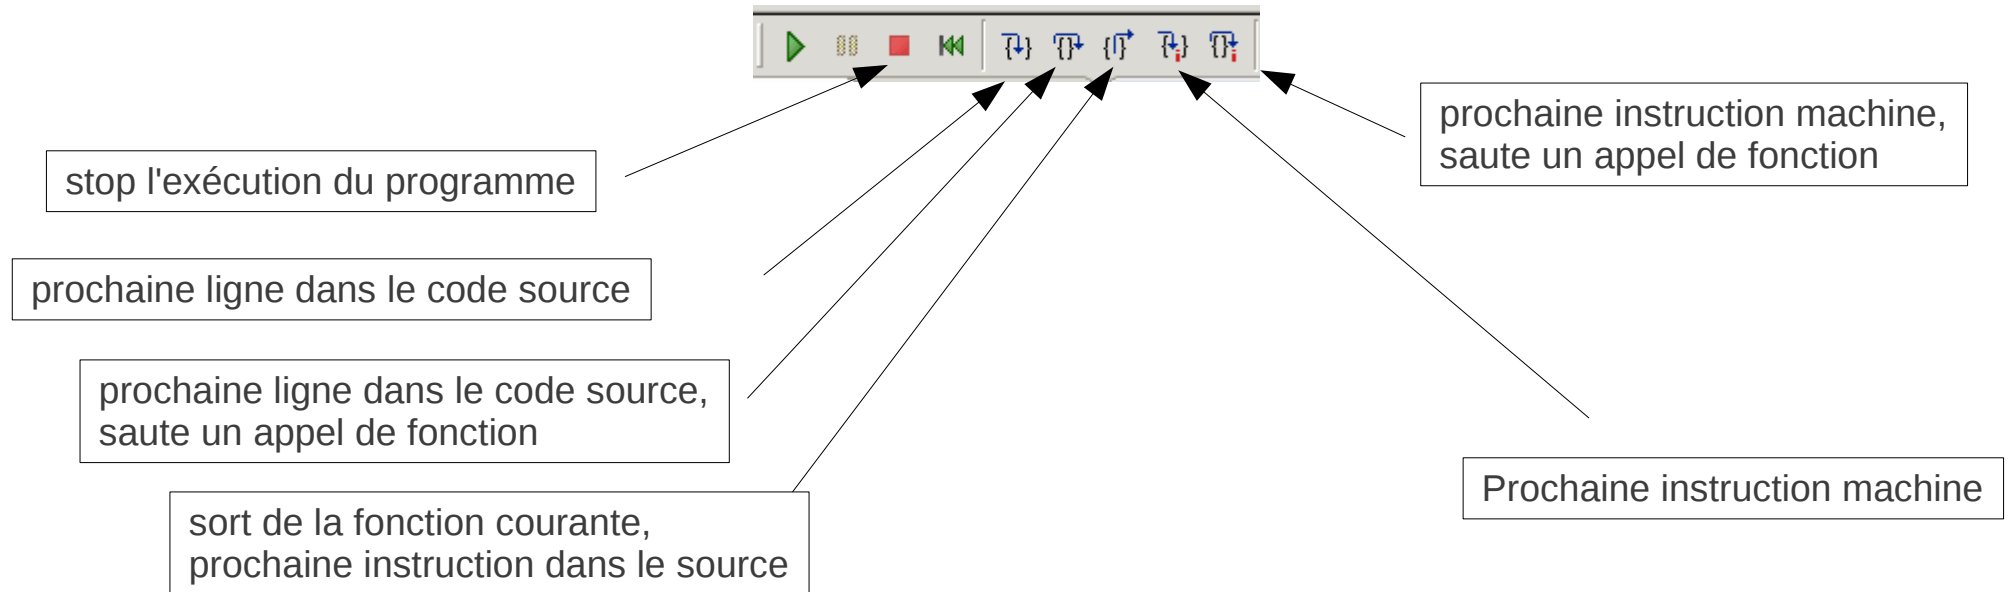 prochaine instruction machine,
saute un appel de fonction
stop l'exécution du programme
prochaine ligne dans le code source
prochaine ligne dans le code source,
saute un appel de fonction
Prochaine instruction machine
sort de la fonction courante,
prochaine instruction dans le source